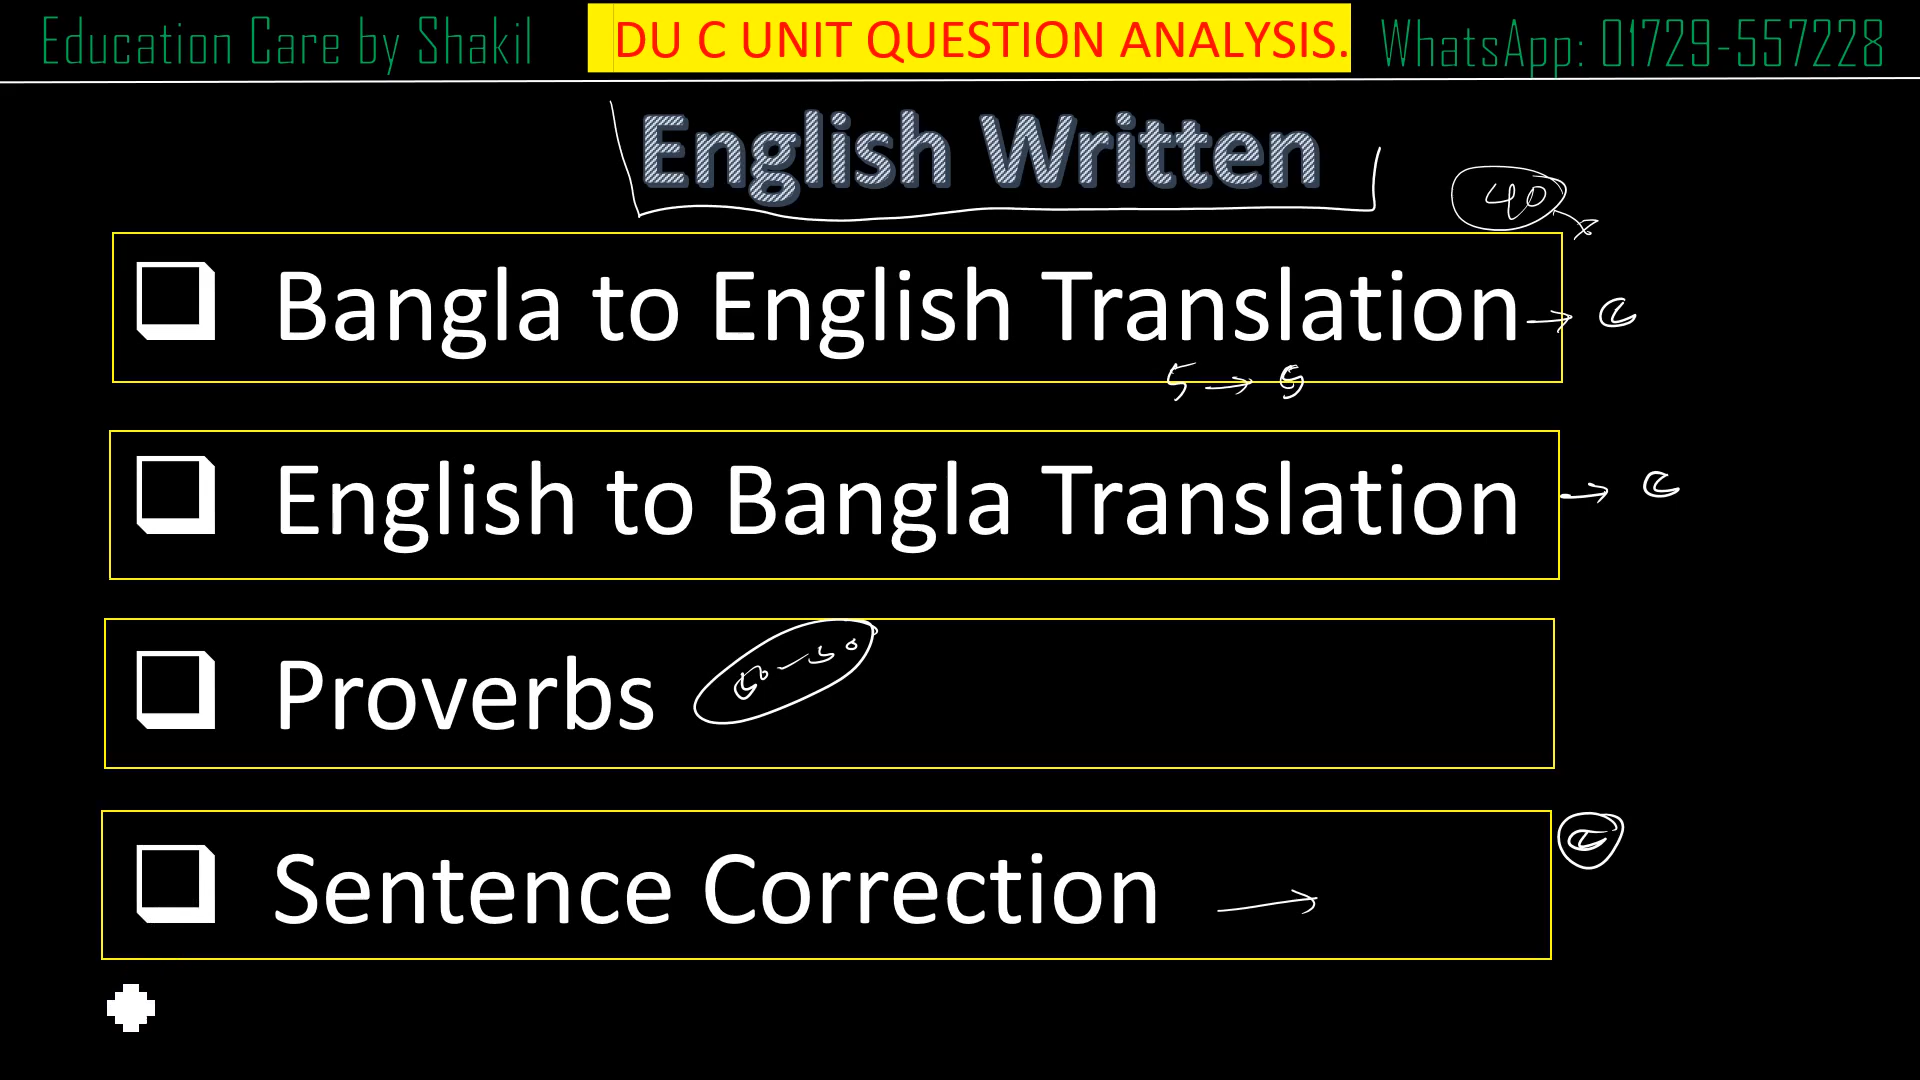 Education Care by Shakil
DU C UNIT QUESTION ANALYSIS.
WhatsApp: 01729-557228
English Written
40
Bangla to English Translation → ৫
5 → 5
English to Bangla Translation → ৫
Proverbs
Sentence Correction → ৫